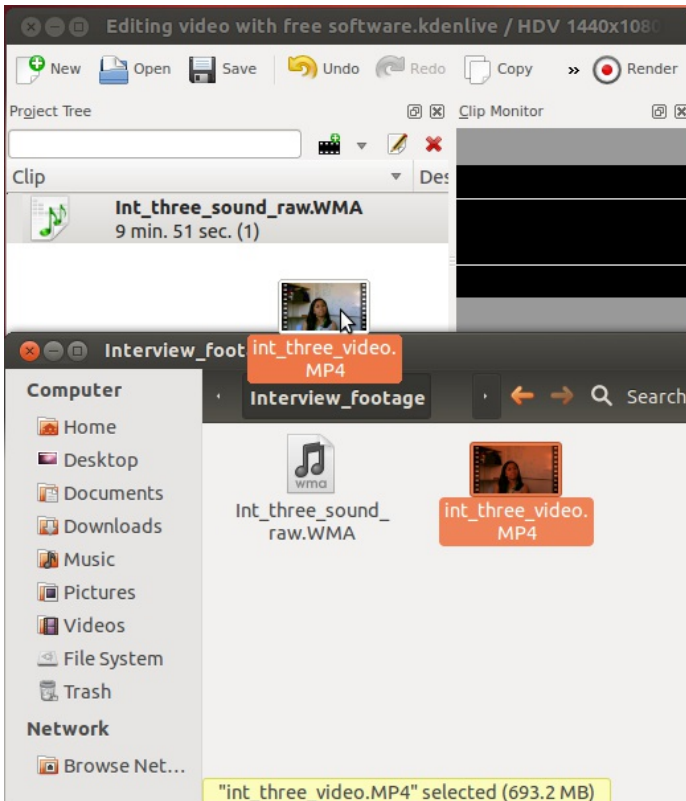 Editing video with free software.kdenlive / HDV 1440x1080
New Open Save Undo Redo Copy » Render
Project Tree Clip Monitor
Clip Des
Int_three_sound_raw.WMA
9 min. 51 sec. (1)
Interview_foot
int_three_video.
MP4
Computer
Interview_footage
Search
Home
Desktop
Documents
Downloads
Music
Pictures
Videos
File System
Trash
Network
Browse Net...
wma
Int_three_sound_
raw.WMA
int_three_video.
MP4
"int_three_video.MP4" selected (693.2 MB)